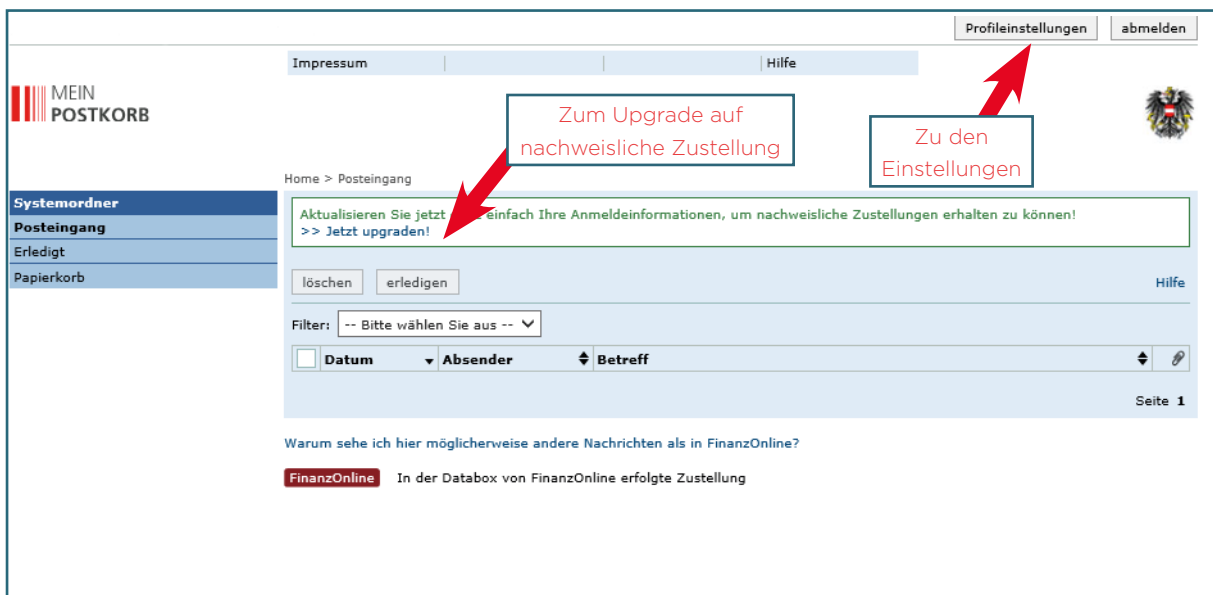 Profileinstellungen abmelden
Impressum Hilfe
MEIN
POSTKORB
Zum Upgrade auf
nachweisliche Zustellung
Zu den
Einstellungen
Home > Posteingang
Systemordner
Posteingang
Erledigt
Papierkorb
Aktualisieren Sie jetzt einfach Ihre Anmeldeinformationen, um nachweisliche Zustellungen erhalten zu können!
>> Jetzt upgraden!
löschen erledigen Hilfe
Filter: -- Bitte wählen Sie aus --
Datum Absender Betreff
Seite 1
Warum sehe ich hier möglicherweise andere Nachrichten als in FinanzOnline?
FinanzOnline In der Databox von FinanzOnline erfolgte Zustellung